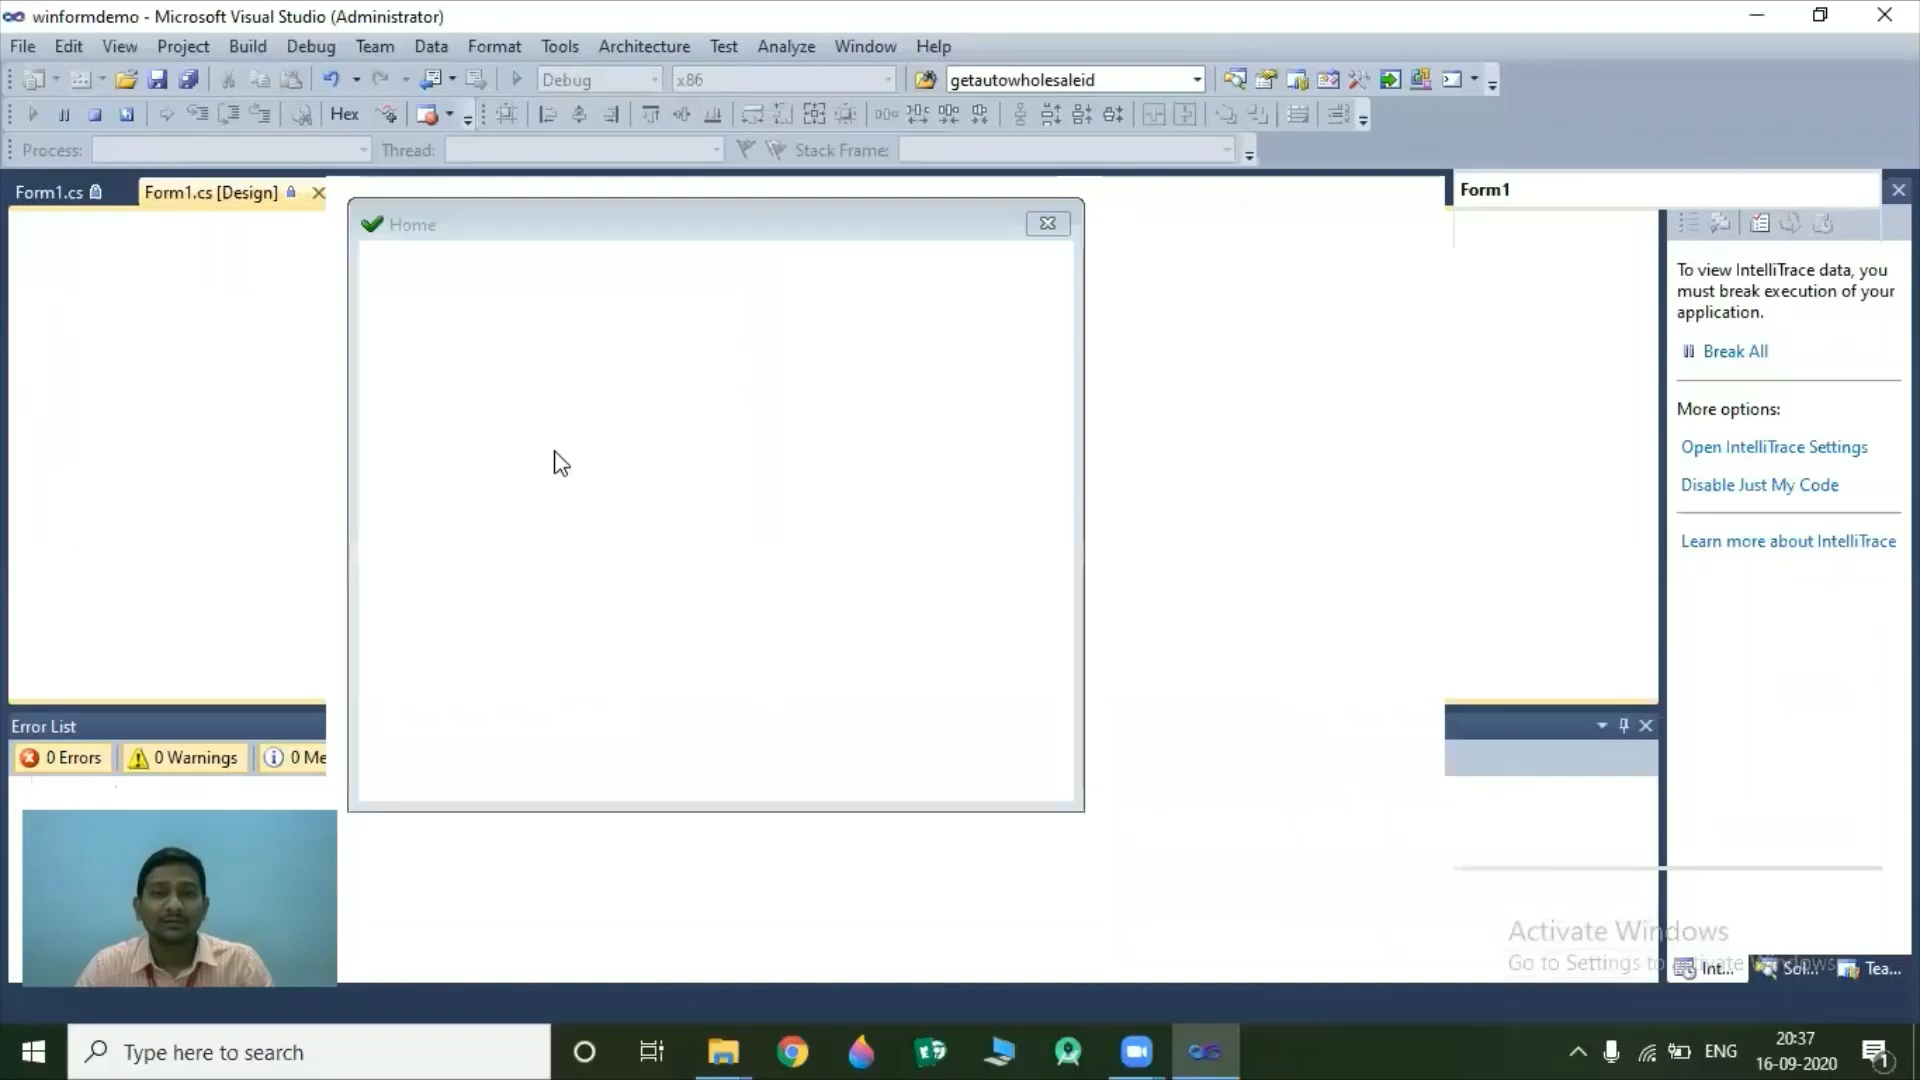 winformdemo - Microsoft Visual Studio (Administrator)
File Edit View Project Build Debug Team Data Format Tools Architecture Test Analyze Window Help
Debug x86 getautowholesaleid
Hex
Process: Thread: Stack Frame:
Form1.cs Form1.cs [Design] Form1
Home
To view IntelliTrace data, you
must break execution of your
application.
Break All
More options:
Open IntelliTrace Settings
Disable Just My Code
Learn more about IntelliTrace
Error List
0 Errors 0 Warnings 0 Me
Activate Windows
Go to Settings to Activate Windows
Int... Sol... Tea...
Type here to search
ENG
20:37
16-09-2020
1